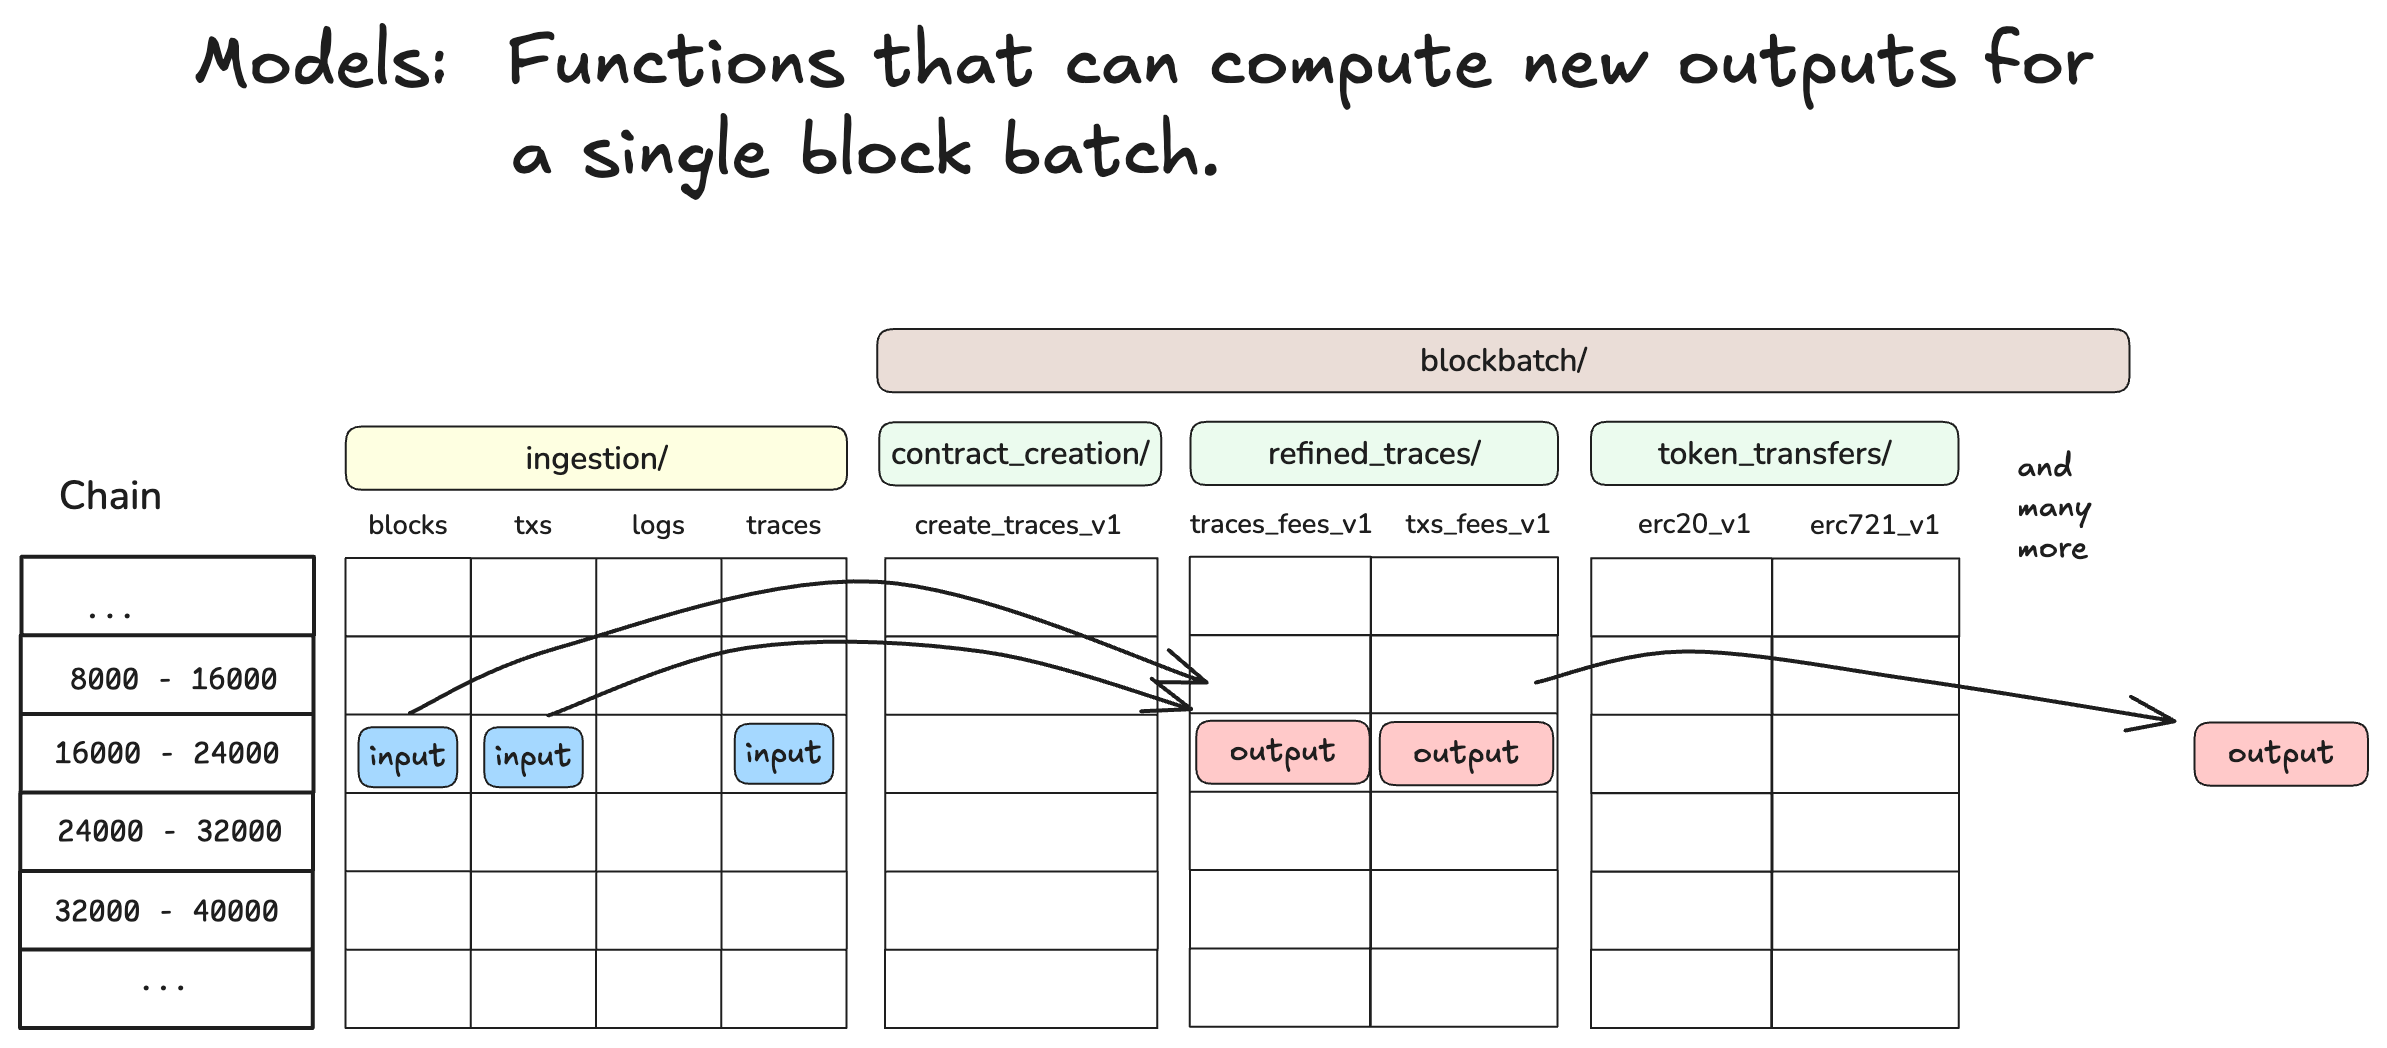 Models: Functions that can compute new outputs for
a single block batch.
blockbatch/
ingestion/
contract_creation/
refined_traces/
token_transfers/
and
many
more
Chain
blocks
txs
logs
traces
create_traces_v1
traces_fees_v1
txs_fees_v1
erc20_v1
erc721_v1
...
8000 - 16000
16000 - 24000
input
input
input
output
output
output
24000 - 32000
32000 - 40000
...